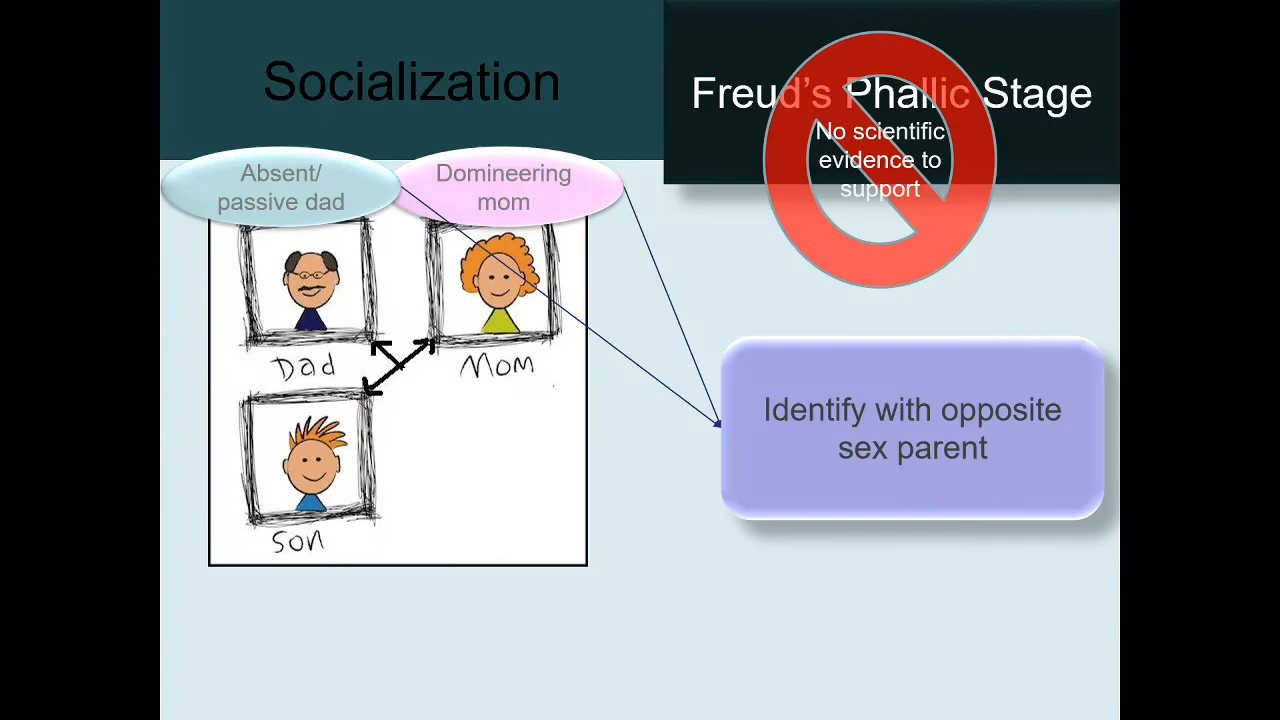 Socialization
Freud's Phallic Stage
No scientific
evidence to
support
Absent/
passive dad
Domineering
mom
Dad
Mom
Son
Identify with opposite
sex parent